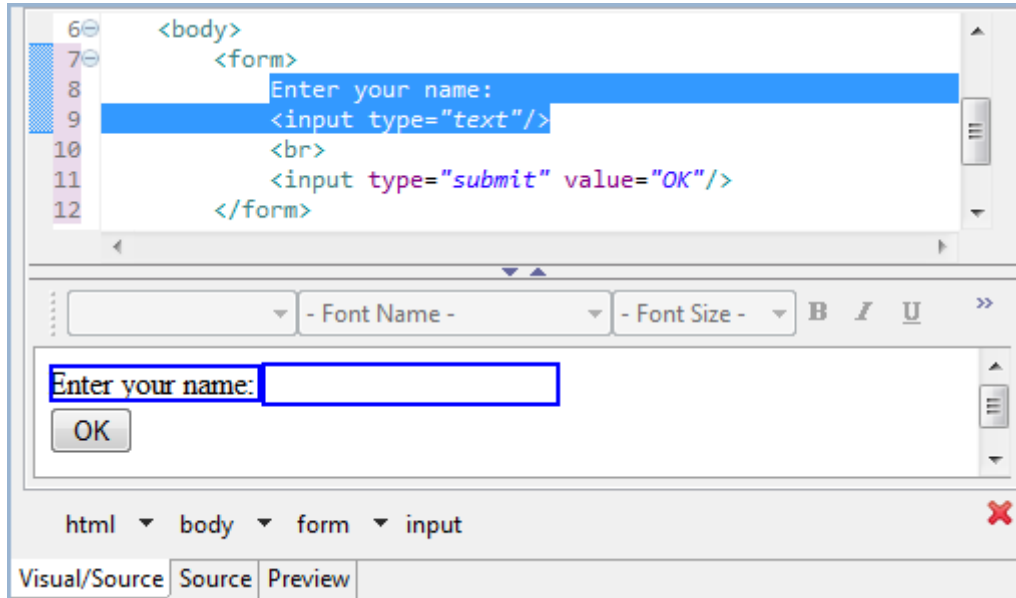 6 <body>
7 <form>
8 Enter your name:
9 <input type="text"/>
10 <br>
11 <input type="submit" value="OK"/>
12 </form>
- Font Name - - Font Size - B I U »
Enter your name:
OK
html body form input
Visual/Source Source Preview